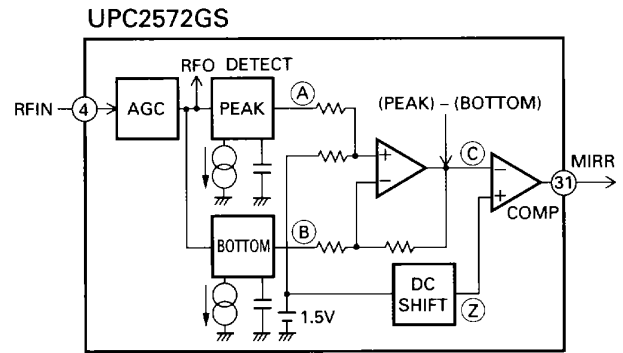 UPC2572GS
RFO DETECT
RFIN
4
AGC
PEAK
A
(PEAK) – (BOTTOM)
+
−
C
−
+
COMP
31
MIRR
BOTTOM
B
1.5V
DC
SHIFT
Z